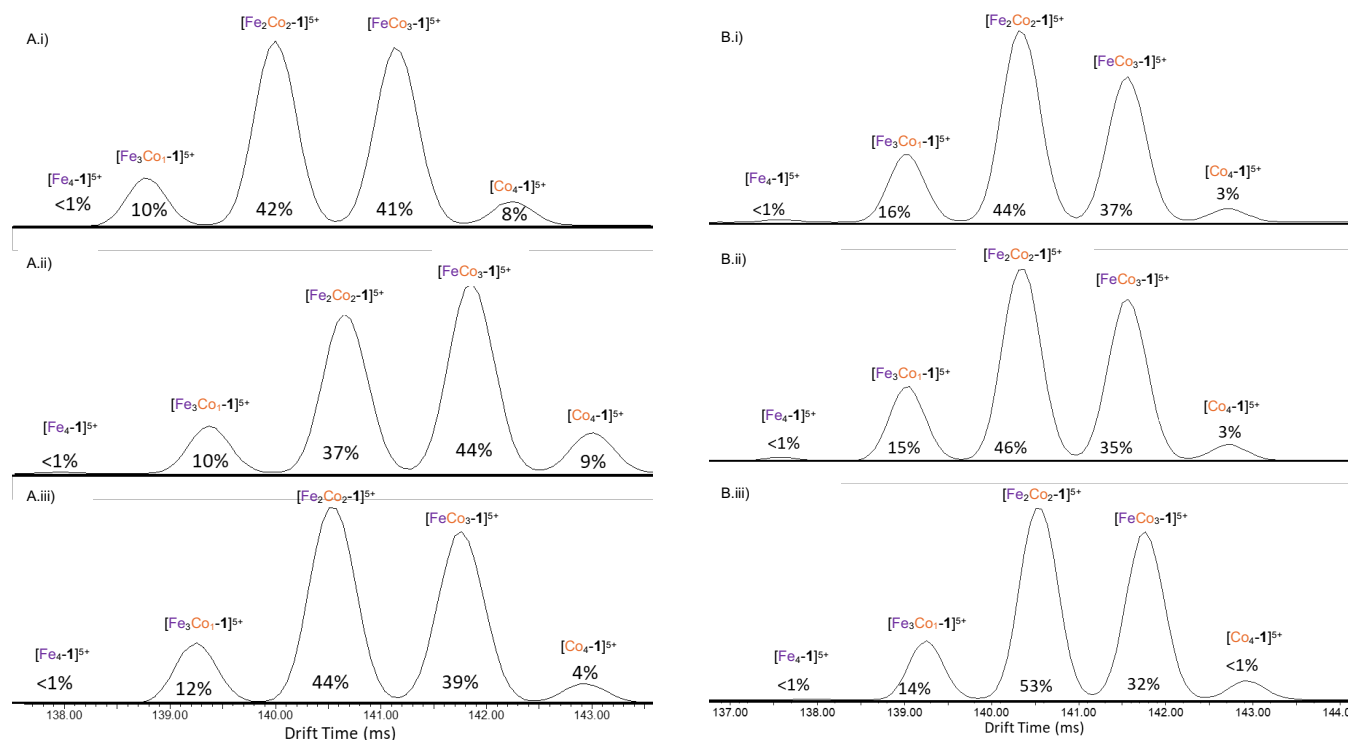 A.i)
[Fe₂Co₂-1]⁵⁺
[FeCo₃-1]⁵⁺
[Fe₃Co₁-1]⁵⁺
[Fe₄-1]⁵⁺
[Co₄-1]⁵⁺
<1%
10%
42%
41%
8%
A.ii)
[FeCo₃-1]⁵⁺
[Fe₂Co₂-1]⁵⁺
[Fe₃Co₁-1]⁵⁺
[Co₄-1]⁵⁺
[Fe₄-1]⁵⁺
<1%
10%
37%
44%
9%
A.iii)
[Fe₂Co₂-1]⁵⁺
[FeCo₃-1]⁵⁺
[Fe₃Co₁-1]⁵⁺
[Co₄-1]⁵⁺
[Fe₄-1]⁵⁺
<1%
12%
44%
39%
4%
138.00 139.00 140.00 141.00 142.00 143.00
Drift Time (ms)
B.i)
[Fe₂Co₂-1]⁵⁺
[FeCo₃-1]⁵⁺
[Fe₃Co₁-1]⁵⁺
[Fe₄-1]⁵⁺
[Co₄-1]⁵⁺
<1%
16%
44%
37%
3%
B.ii)
[Fe₂Co₂-1]⁵⁺
[FeCo₃-1]⁵⁺
[Fe₃Co₁-1]⁵⁺
[Co₄-1]⁵⁺
[Fe₄-1]⁵⁺
<1%
15%
46%
35%
3%
B.iii)
[Fe₂Co₂-1]⁵⁺
[FeCo₃-1]⁵⁺
[Fe₃Co₁-1]⁵⁺
[Co₄-1]⁵⁺
[Fe₄-1]⁵⁺
<1%
14%
53%
32%
<1%
137.00 138.00 139.00 140.00 141.00 142.00 143.00 144.0
Drift Time (ms)